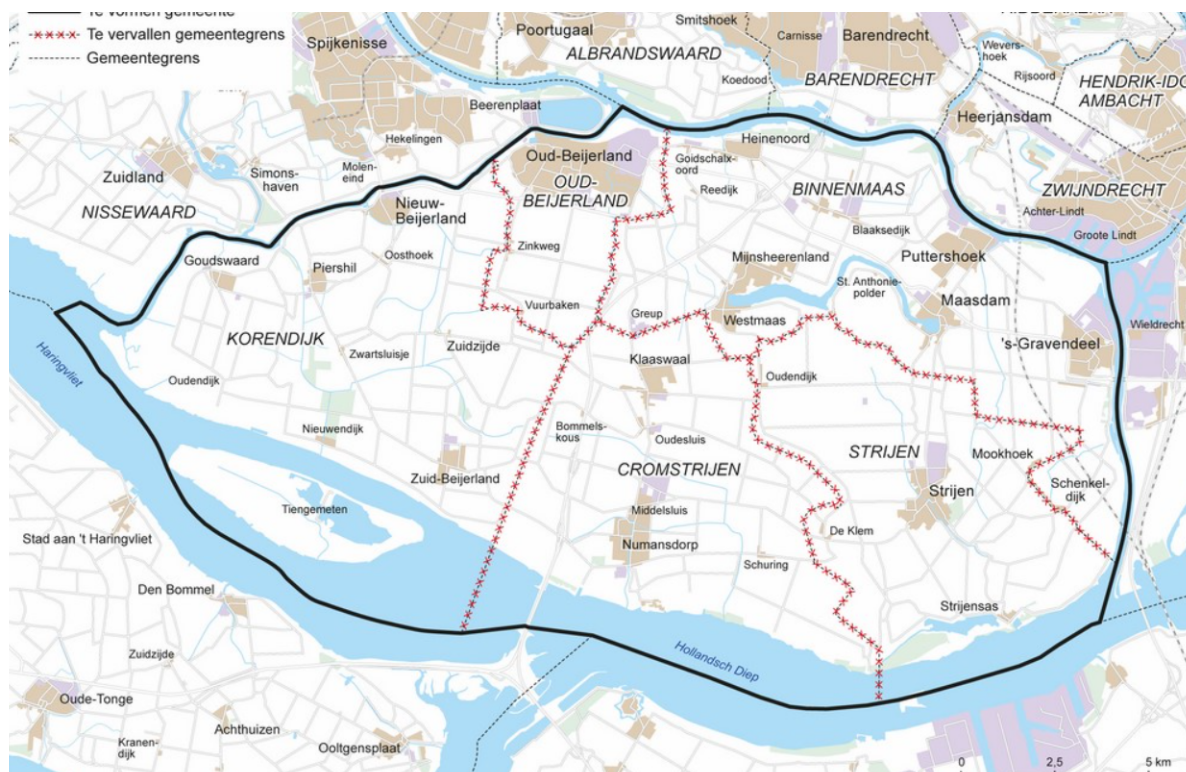 Te vormen gemeente
Te vervallen gemeentegrens
Gemeentegrens
Spijkenisse
Poortugaal
Smitshoek
ALBRANDSWAARD
Carnisse
Barendrecht
BARENDRECHT
Koedood
Wevers-
hoek
Rijsoord
HENDRIK-IDO
AMBACHT
Heerjansdam
Beerenplaat
Hekelingen
Heinenoord
Zuidland
Simons-
haven
Molen-
eind
Oud-Beijerland
OUD-
BEIJERLAND
Goidschalx-
oord
Reedijk
BINNENMAAS
ZWIJNDRECHT
NISSEWAARD
Nieuw-
Beijerland
Achter-Lindt
Groote Lindt
Blaaksedijk
Zinkweg
Oosthoek
Goudswaard
Piershil
Mijnsheerenland
Puttershoek
St. Anthonie-
polder
Maasdam
Vuurbaken
Greup
Westmaas
Wieldrecht
KORENDIJK
Zwartsluisje
Zuidzijde
Klaaswaal
's-Gravendeel
Haringvliet
Oudendijk
Oudendijk
Nieuwendijk
Bommels-
kous
Oudesluis
STRIJEN
Mookhoek
Zuid-Beijerland
CROMSTRIJEN
Strijen
Schenkel-
dijk
Tiengemeten
Middelsluis
De Klem
Stad aan 't Haringvliet
Numansdorp
Schuring
Den Bommel
Strijensas
Zuidzijde
Hollandsch Diep
Oude-Tonge
Achthuizen
Kranen-
dijk
Ooltgensplaat
0
2,5
5 km